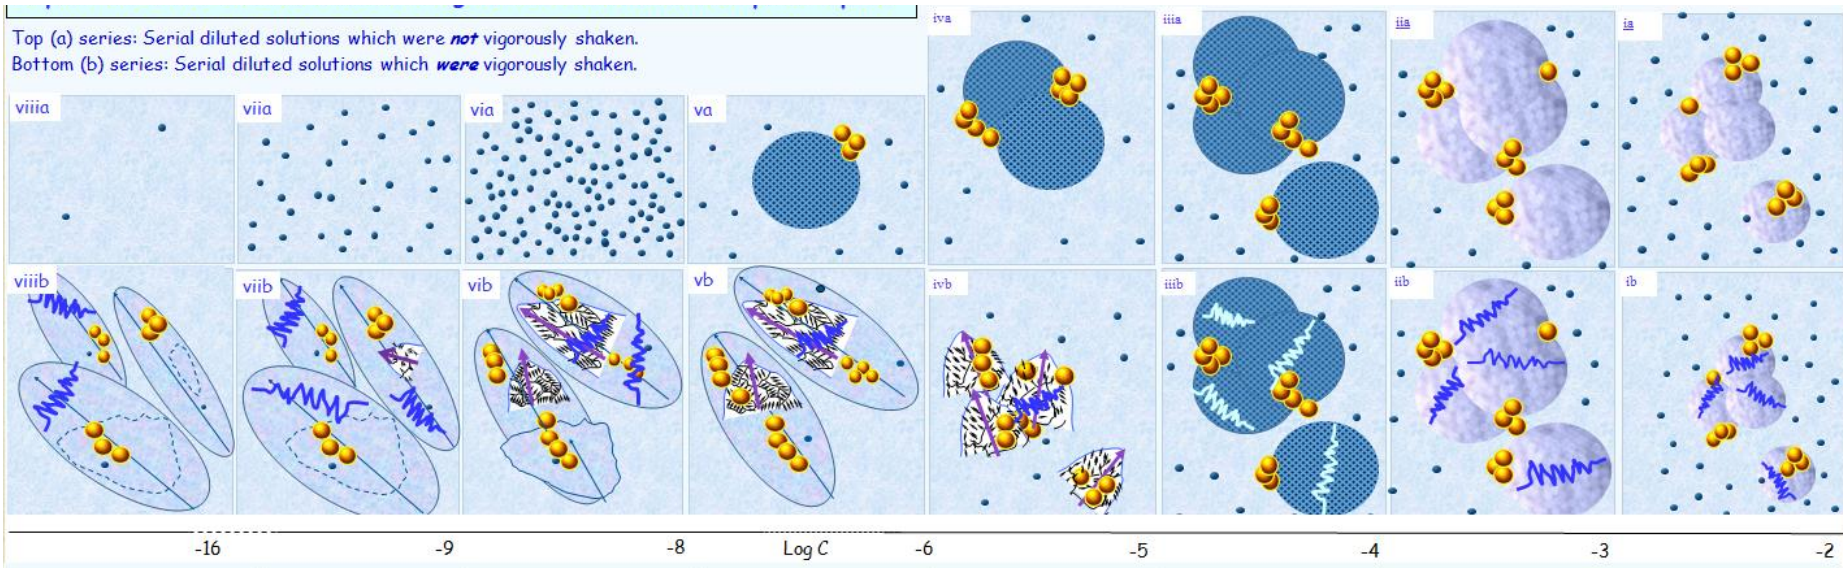 Top (a) series: Serial diluted solutions which were not vigorously shaken.
Bottom (b) series: Serial diluted solutions which were vigorously shaken.
iva
iiia
iia
ia
viiia
viia
via
va
viiib
viib
vib
vb
ivb
iiib
iib
ib
-16 -9 -8 Log C -6 -5 -4 -3 -2